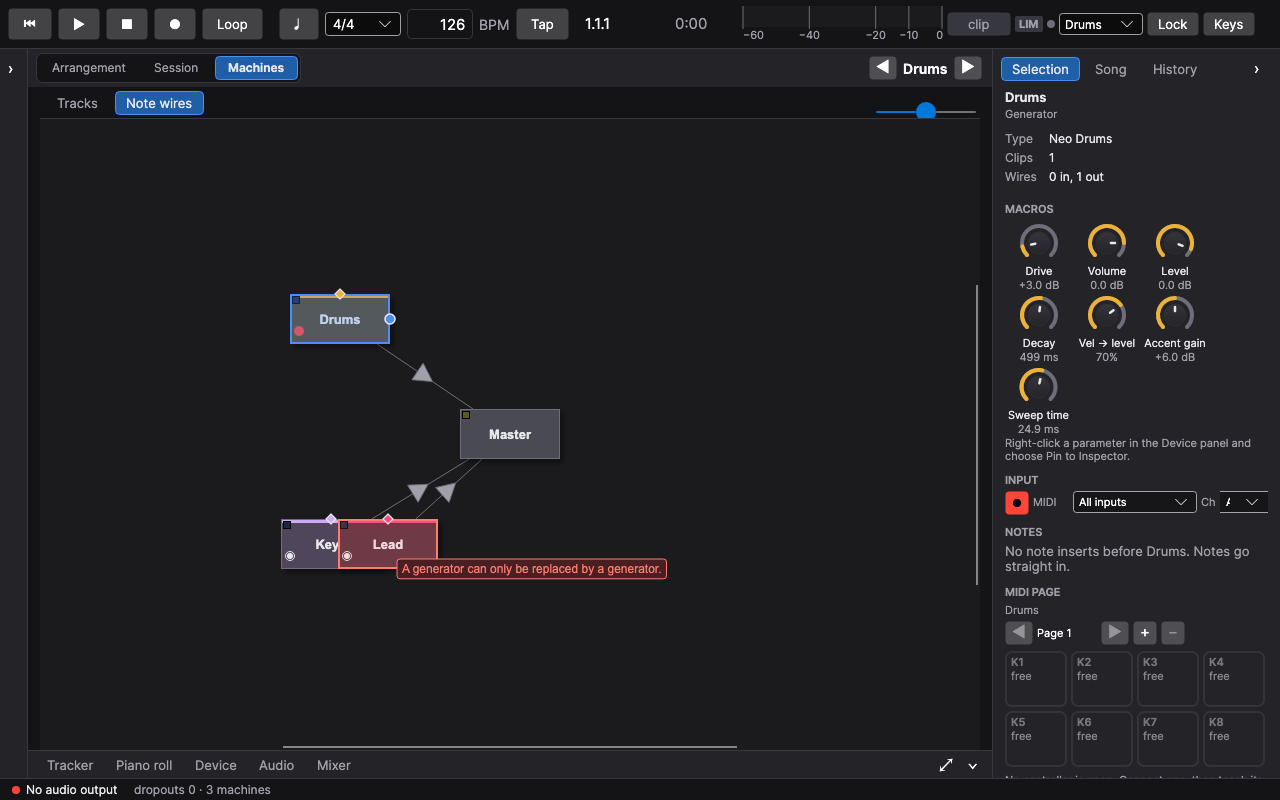 Loop
4/4
126 BPM
Tap
1.1.1
0:00
−60 −40 −20 −10 0
clip
LIM
Drums
Lock
Keys
Arrangement Session Machines
Drums
Tracks Note wires
Drums
Master
Key
Lead
A generator can only be replaced by a generator.
Selection Song History
Drums
Generator
Type Neo Drums
Clips 1
Wires 0 in, 1 out
MACROS
Drive Volume Level
+3.0 dB 0.0 dB 0.0 dB
Decay Vel → level Accent gain
499 ms 70% +6.0 dB
Sweep time
24.9 ms
Right-click a parameter in the Device panel and
choose Pin to Inspector.
INPUT
MIDI All inputs Ch
NOTES
No note inserts before Drums. Notes go
straight in.
MIDI PAGE
Drums
Page 1 + −
K1 K2 K3 K4
free free free free
K5 K6 K7 K8
free free free free
Tracker Piano roll Device Audio Mixer
No audio output dropouts 0 · 3 machines